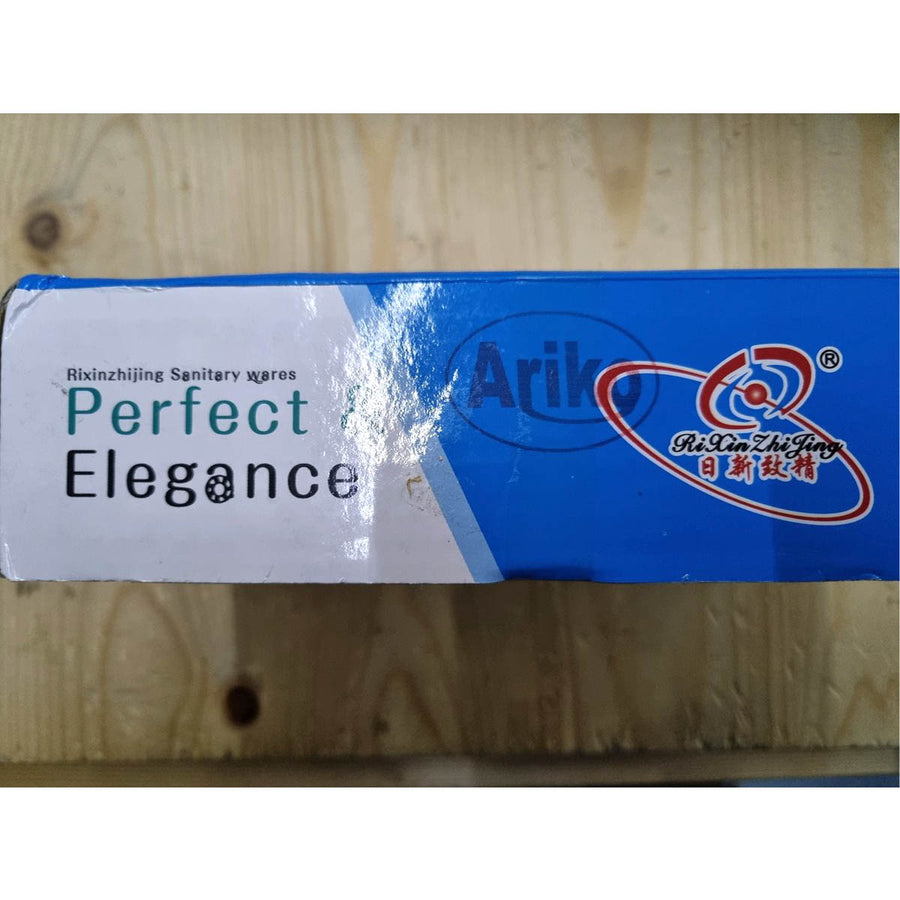 Rixinzhijing Sanitary wares
Perfect &
Elegance
Ariko
®
RiXinZhiJing
日新致精